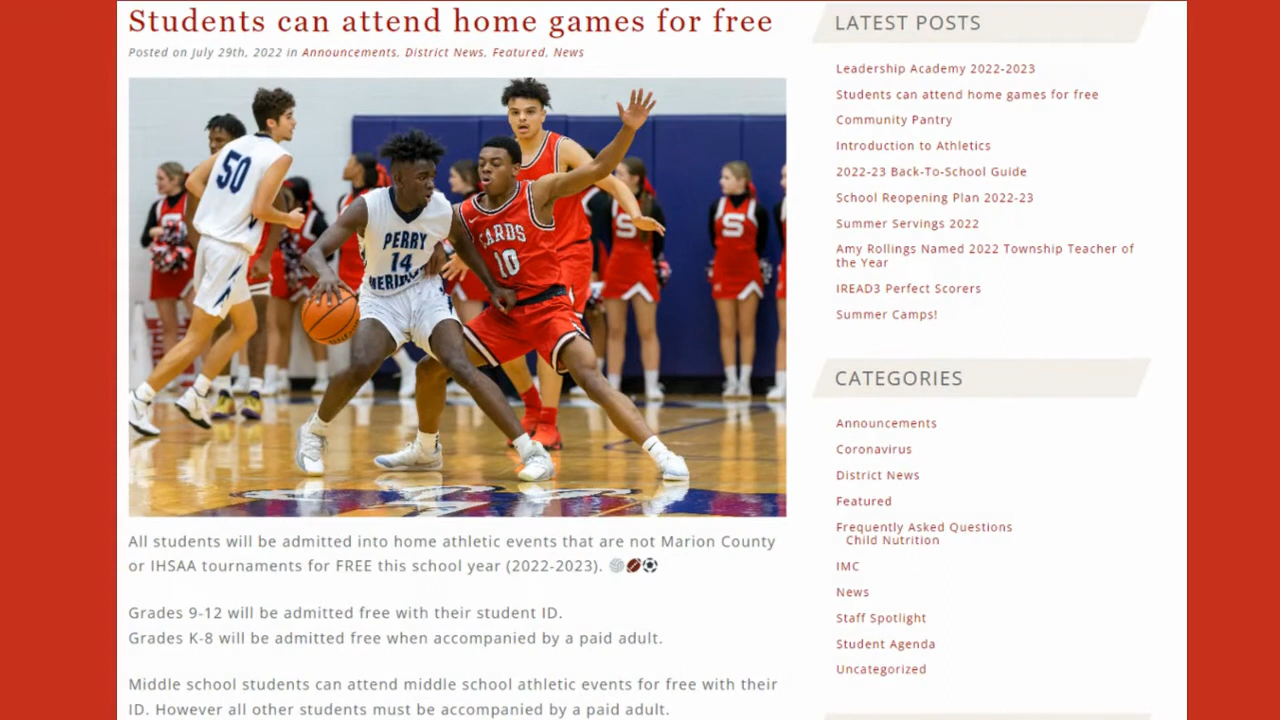 Students can attend home games for free
Posted on July 29th, 2022 in Announcements, District News, Featured, News
50
PERRY
14
MERIDIAN
CARDS
10
S
S
All students will be admitted into home athletic events that are not Marion County
or IHSAA tournaments for FREE this school year (2022-2023). 🏐🏈⚽
Grades 9-12 will be admitted free with their student ID.
Grades K-8 will be admitted free when accompanied by a paid adult.
Middle school students can attend middle school athletic events for free with their
ID. However all other students must be accompanied by a paid adult.
LATEST POSTS
Leadership Academy 2022-2023
Students can attend home games for free
Community Pantry
Introduction to Athletics
2022-23 Back-To-School Guide
School Reopening Plan 2022-23
Summer Servings 2022
Amy Rollings Named 2022 Township Teacher of
the Year
IREAD3 Perfect Scorers
Summer Camps!
CATEGORIES
Announcements
Coronavirus
District News
Featured
Frequently Asked Questions
Child Nutrition
IMC
News
Staff Spotlight
Student Agenda
Uncategorized